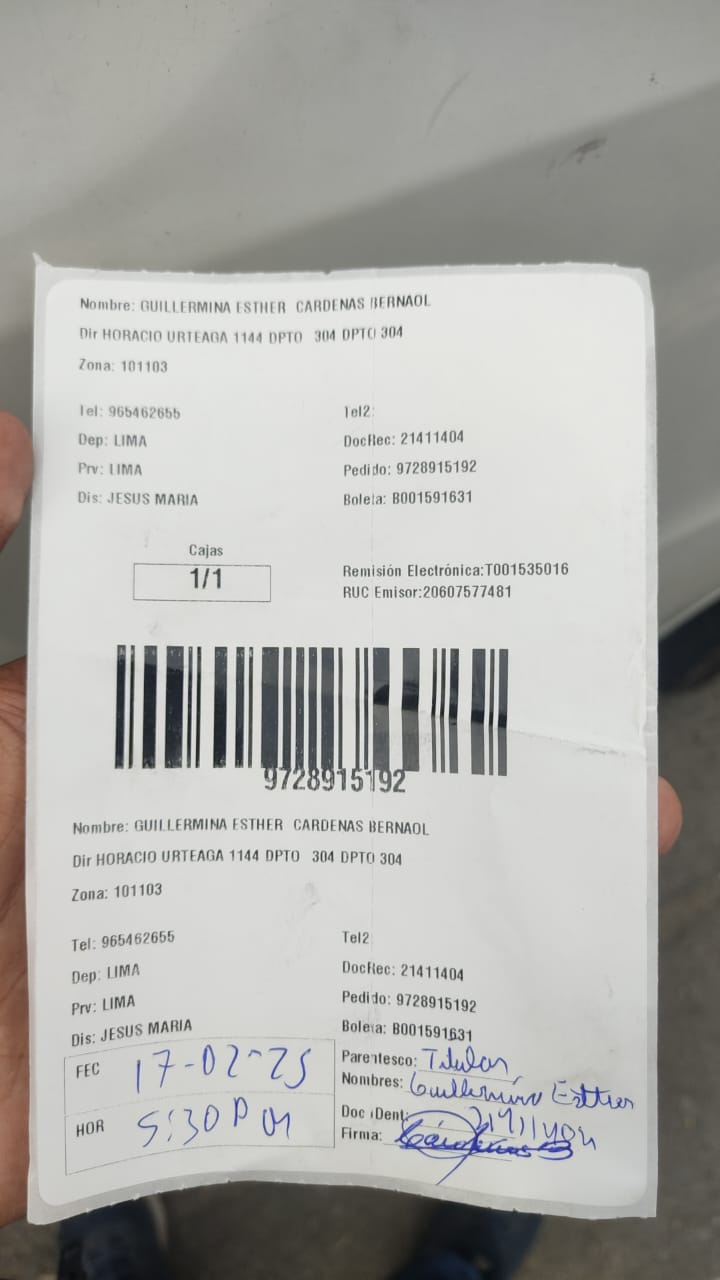 Nombre: GUILLERMINA ESTHER CARDENAS BERNAOL
Dir HORACIO URTEAGA 1144 DPTO 304 DPTO 304
Zona: 101103
Tel: 965462655 Tel2:
Dep: LIMA DocRec: 21411404
Prv: LIMA Pedido: 9728915192
Dis: JESUS MARIA Boleta: B001591631
Cajas
1/1
Remisión Electrónica:T001535016
RUC Emisor:20607577481
9728915192
Nombre: GUILLERMINA ESTHER CARDENAS BERNAOL
Dir HORACIO URTEAGA 1144 DPTO 304 DPTO 304
Zona: 101103
Tel: 965462655 Tel2
Dep: LIMA DocRec: 21411404
Prv: LIMA Pedido: 9728915192
Dis: JESUS MARIA Boleta: B001591631
FEC 17-02-25 Parentesco: Titular
Nombres: Guillermina Esther
HOR 5:30 PM Doc iDent: 21411404
Firma: